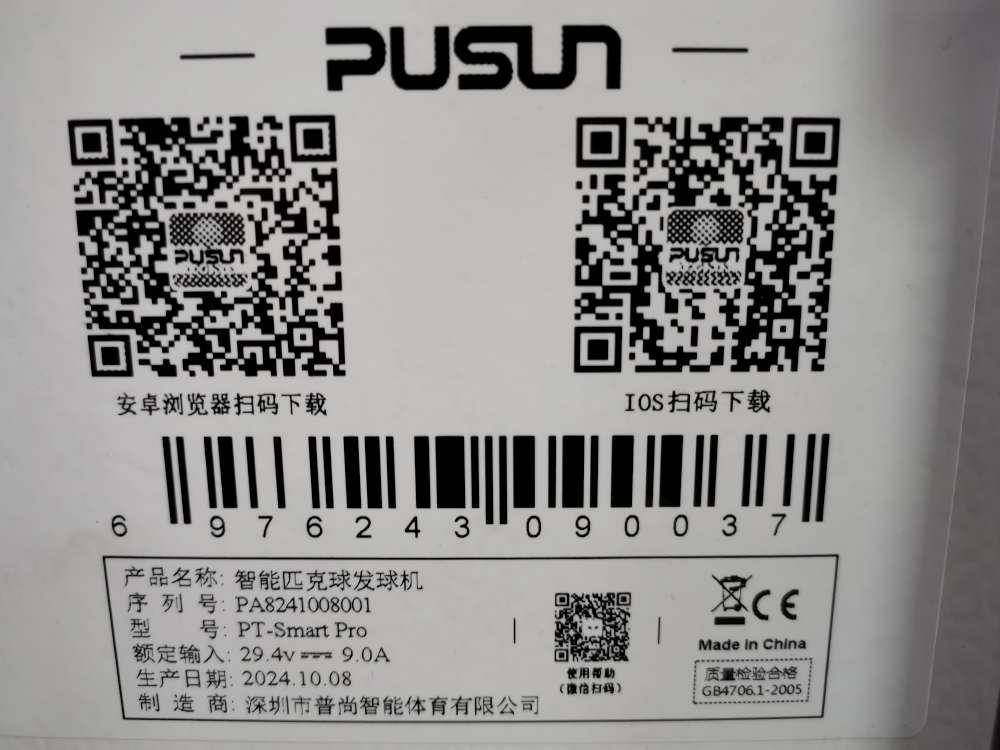 PUSUN
PUSUN
PUSUN
安卓浏览器扫码下载
IOS扫码下载
6 976243 090037
产品名称: 智能匹克球发球机
序 列 号: PA8241008001
型 号: PT-Smart Pro
额定输入: 29.4v⎓ 9.0A
生产日期: 2024.10.08
制 造 商: 深圳市普尚智能体育有限公司
使用帮助
(微信扫码)
CE
Made in China
质量检验合格
GB4706.1-2005